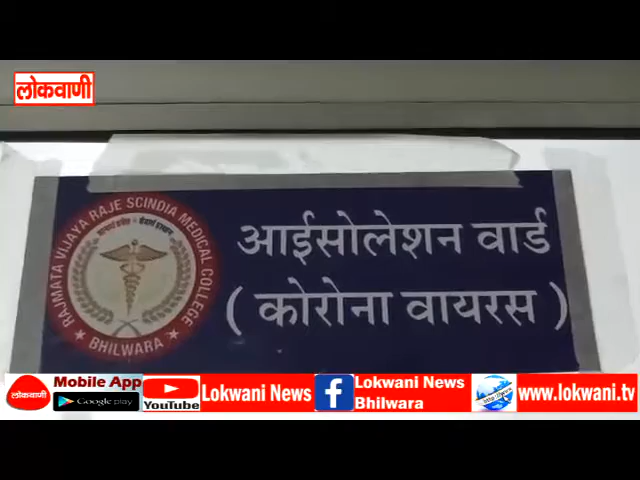 लोकवाणी
RAJMATA VIJAYA RAJE SCINDIA MEDICAL COLLEGE
★ BHILWARA ★
आईसोलेशन वार्ड
( कोरोना वायरस )
लोकवाणी
Mobile App
Google play
YouTube
Lokwani News
Lokwani News
Bhilwara
www.lokwani.tv